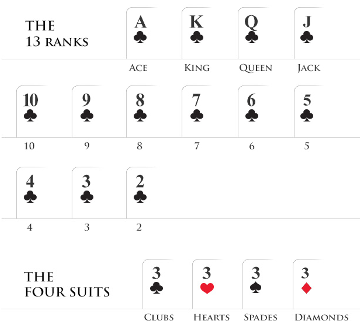 THE
13 RANKS
A K Q J
ACE KING QUEEN JACK
10 9 8 7 6 5
10 9 8 7 6 5
4 3 2
4 3 2
THE
FOUR SUITS
3 3 3 3
CLUBS HEARTS SPADES DIAMONDS